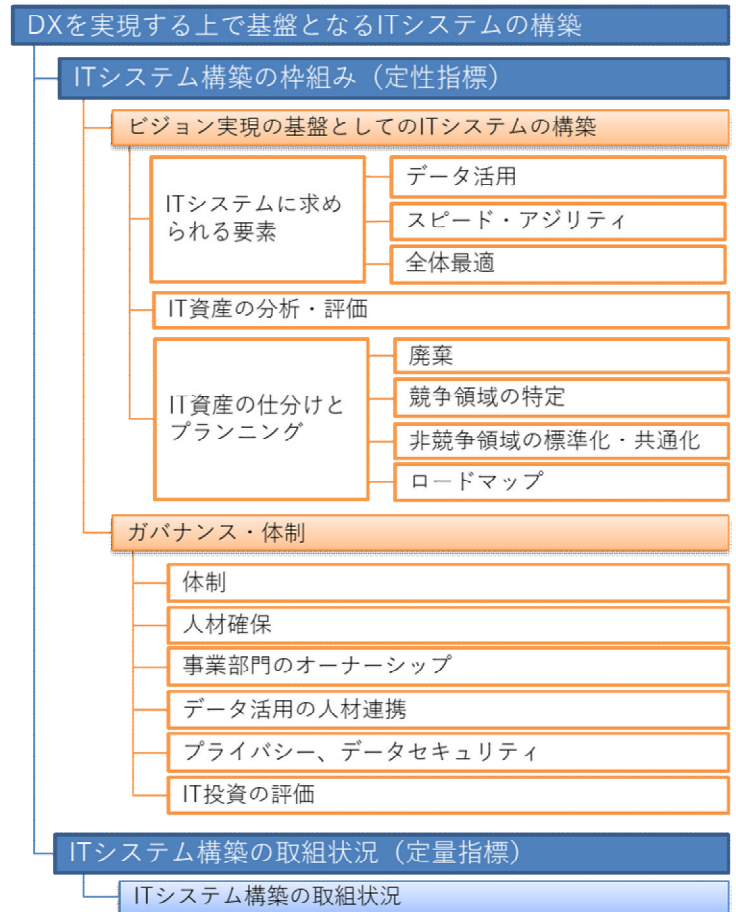 DXを実現する上で基盤となるITシステムの構築
ITシステム構築の枠組み（定性指標）
ビジョン実現の基盤としてのITシステムの構築
ITシステムに求め
られる要素
データ活用
スピード・アジリティ
全体最適
IT資産の分析・評価
IT資産の仕分けと
プランニング
廃棄
競争領域の特定
非競争領域の標準化・共通化
ロードマップ
ガバナンス・体制
体制
人材確保
事業部門のオーナーシップ
データ活用の人材連携
プライバシー、データセキュリティ
IT投資の評価
ITシステム構築の取組状況（定量指標）
ITシステム構築の取組状況